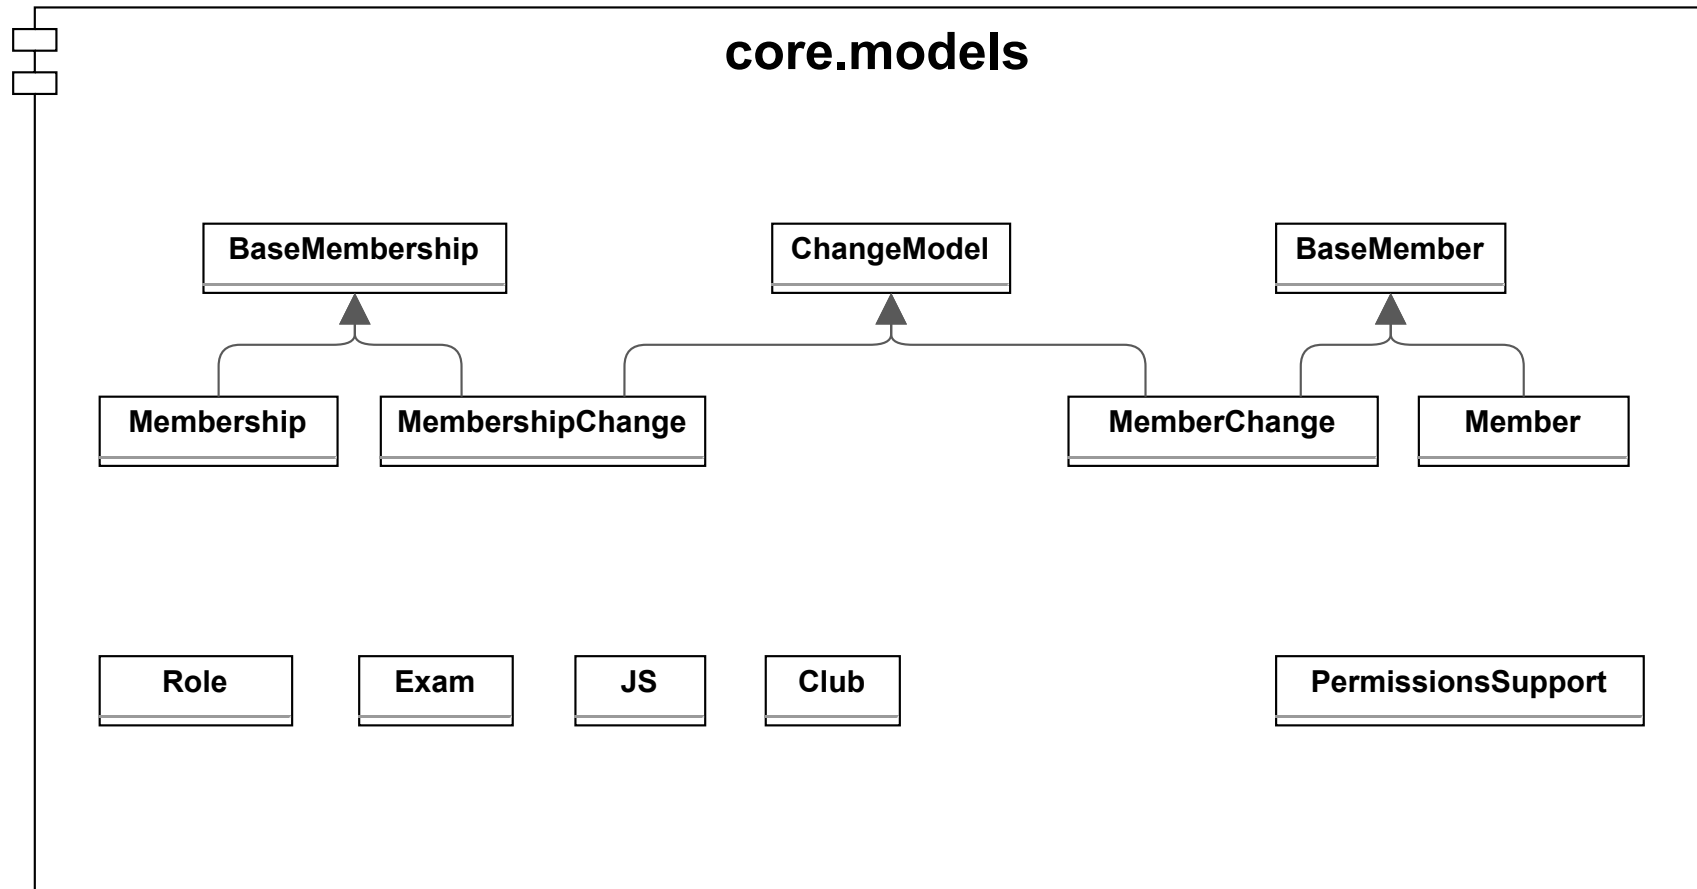 core.models
BaseMembership
ChangeModel
BaseMember
Membership
MembershipChange
MemberChange
Member
Role
Exam
JS
Club
PermissionsSupport